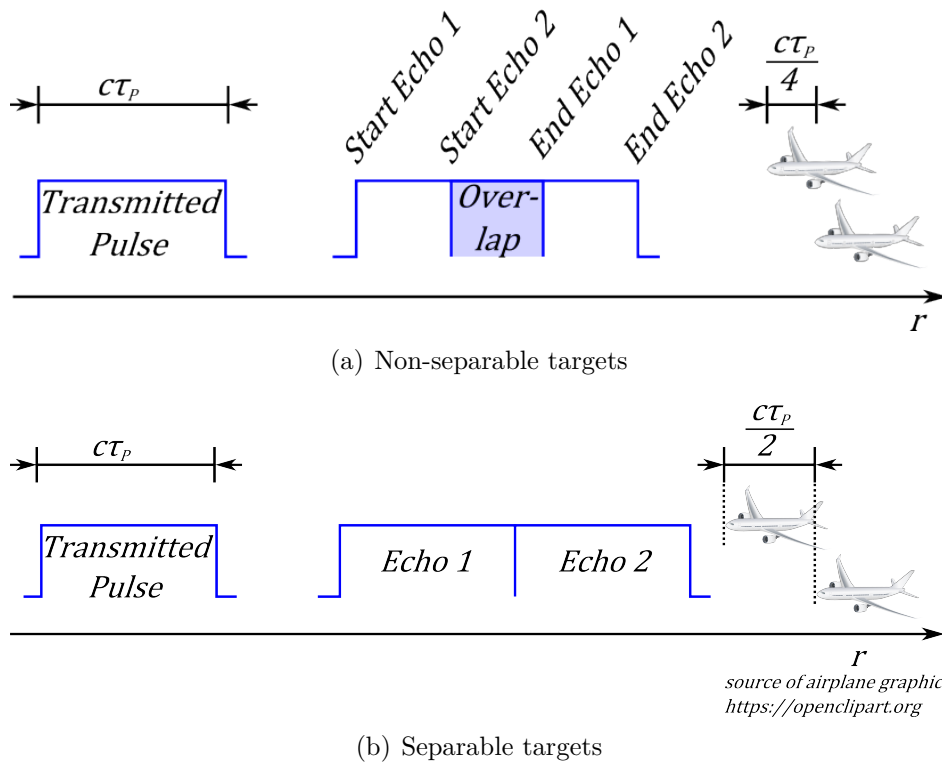 cτ_P
Start Echo 1
Start Echo 2
End Echo 1
End Echo 2
cτ_P
4
Transmitted
Pulse
Over-
lap
r
(a) Non-separable targets
cτ_P
cτ_P
2
Transmitted
Pulse
Echo 1
Echo 2
r
source of airplane graphic
https://openclipart.org
(b) Separable targets